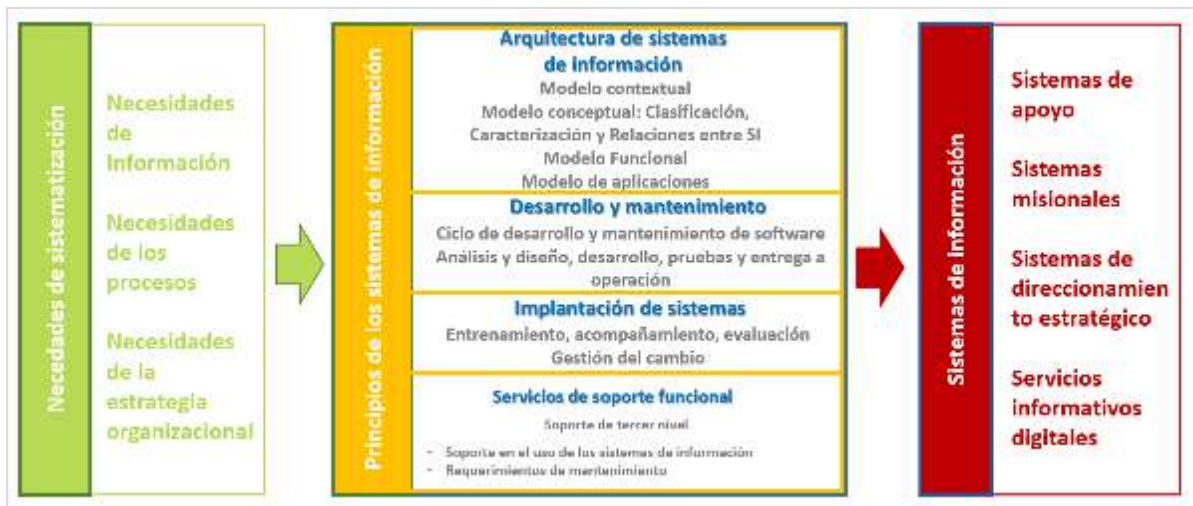 Necedades de sistematización
Necesidades
de
Información
Necesidades
de los
procesos
Necesidades
de la
estrategia
organizacional
Principios de los sistemas de información
Arquitectura de sistemas
de información
Modelo contextual
Modelo conceptual: Clasificación,
Caracterización y Relaciones entre SI
Modelo Funcional
Modelo de aplicaciones
Desarrollo y mantenimiento
Ciclo de desarrollo y mantenimiento de software
Análisis y diseño, desarrollo, pruebas y entrega a
operación
Implantación de sistemas
Entrenamiento, acompañamiento, evaluación
Gestión del cambio
Servicios de soporte funcional
Soporte de tercer nivel
- Soporte en el uso de los sistemas de información
- Requerimientos de mantenimiento
Sistemas de Información
Sistemas de
apoyo
Sistemas
misionales
Sistemas de
direccionamien
to estratégico
Servicios
informativos
digitales